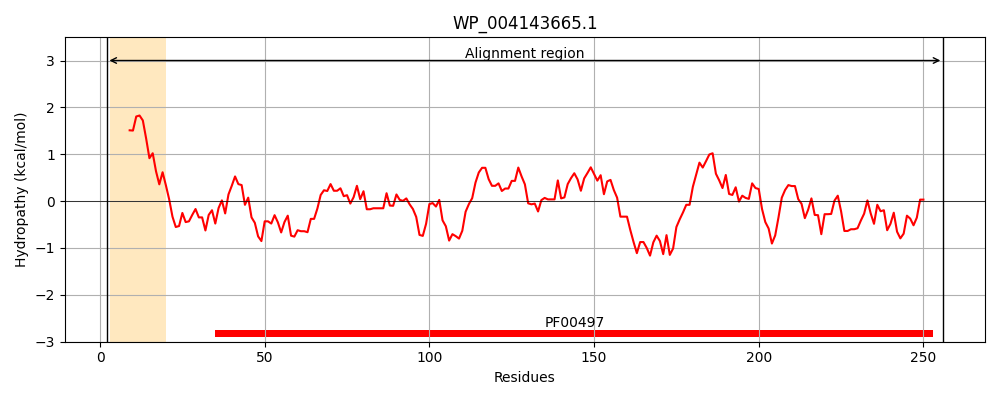 WP_004143665.1
Alignment region
3
2
1
0
−1
−2
−3
Hydropathy (kcal/mol)
PF00497
0 50 100 150 200 250
Residues